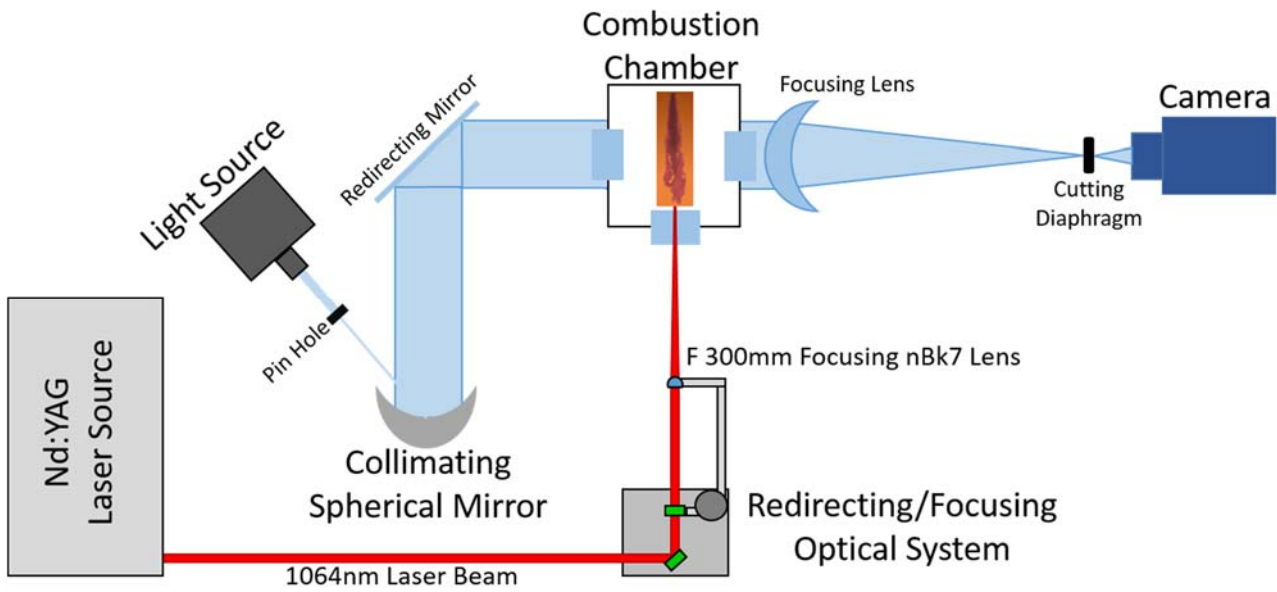 Combustion
Chamber
Focusing Lens
Camera
Redirecting Mirror
Light Source
Cutting
Diaphragm
Pin Hole
F 300mm Focusing nBk7 Lens
Nd:YAG
Laser Source
Collimating
Spherical Mirror
Redirecting/Focusing
Optical System
1064nm Laser Beam